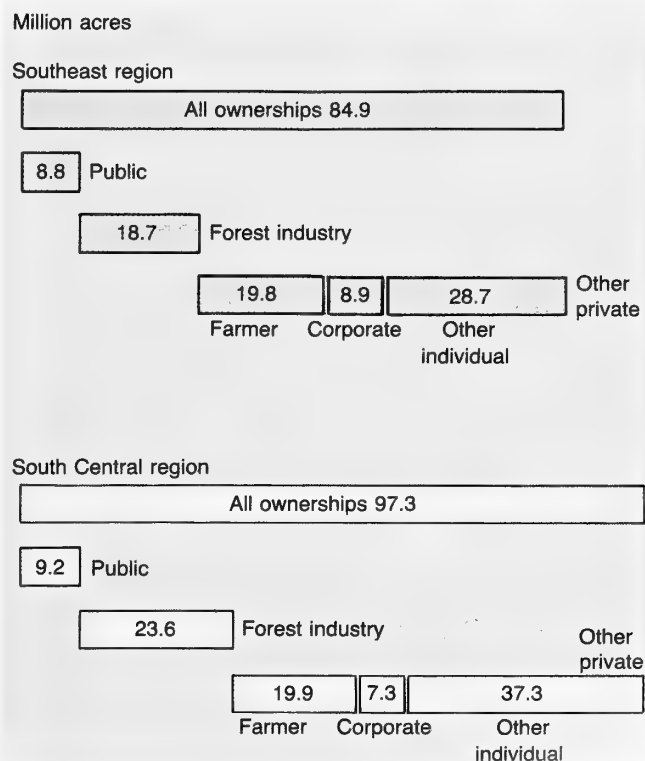 Million acres
Southeast region
All ownerships 84.9
8.8 Public
18.7 Forest industry
19.8 8.9 28.7 Other
private
Farmer Corporate Other
individual
South Central region
All ownerships 97.3
9.2 Public
23.6 Forest industry
Other
private
19.9 7.3 37.3
Farmer Corporate Other
individual